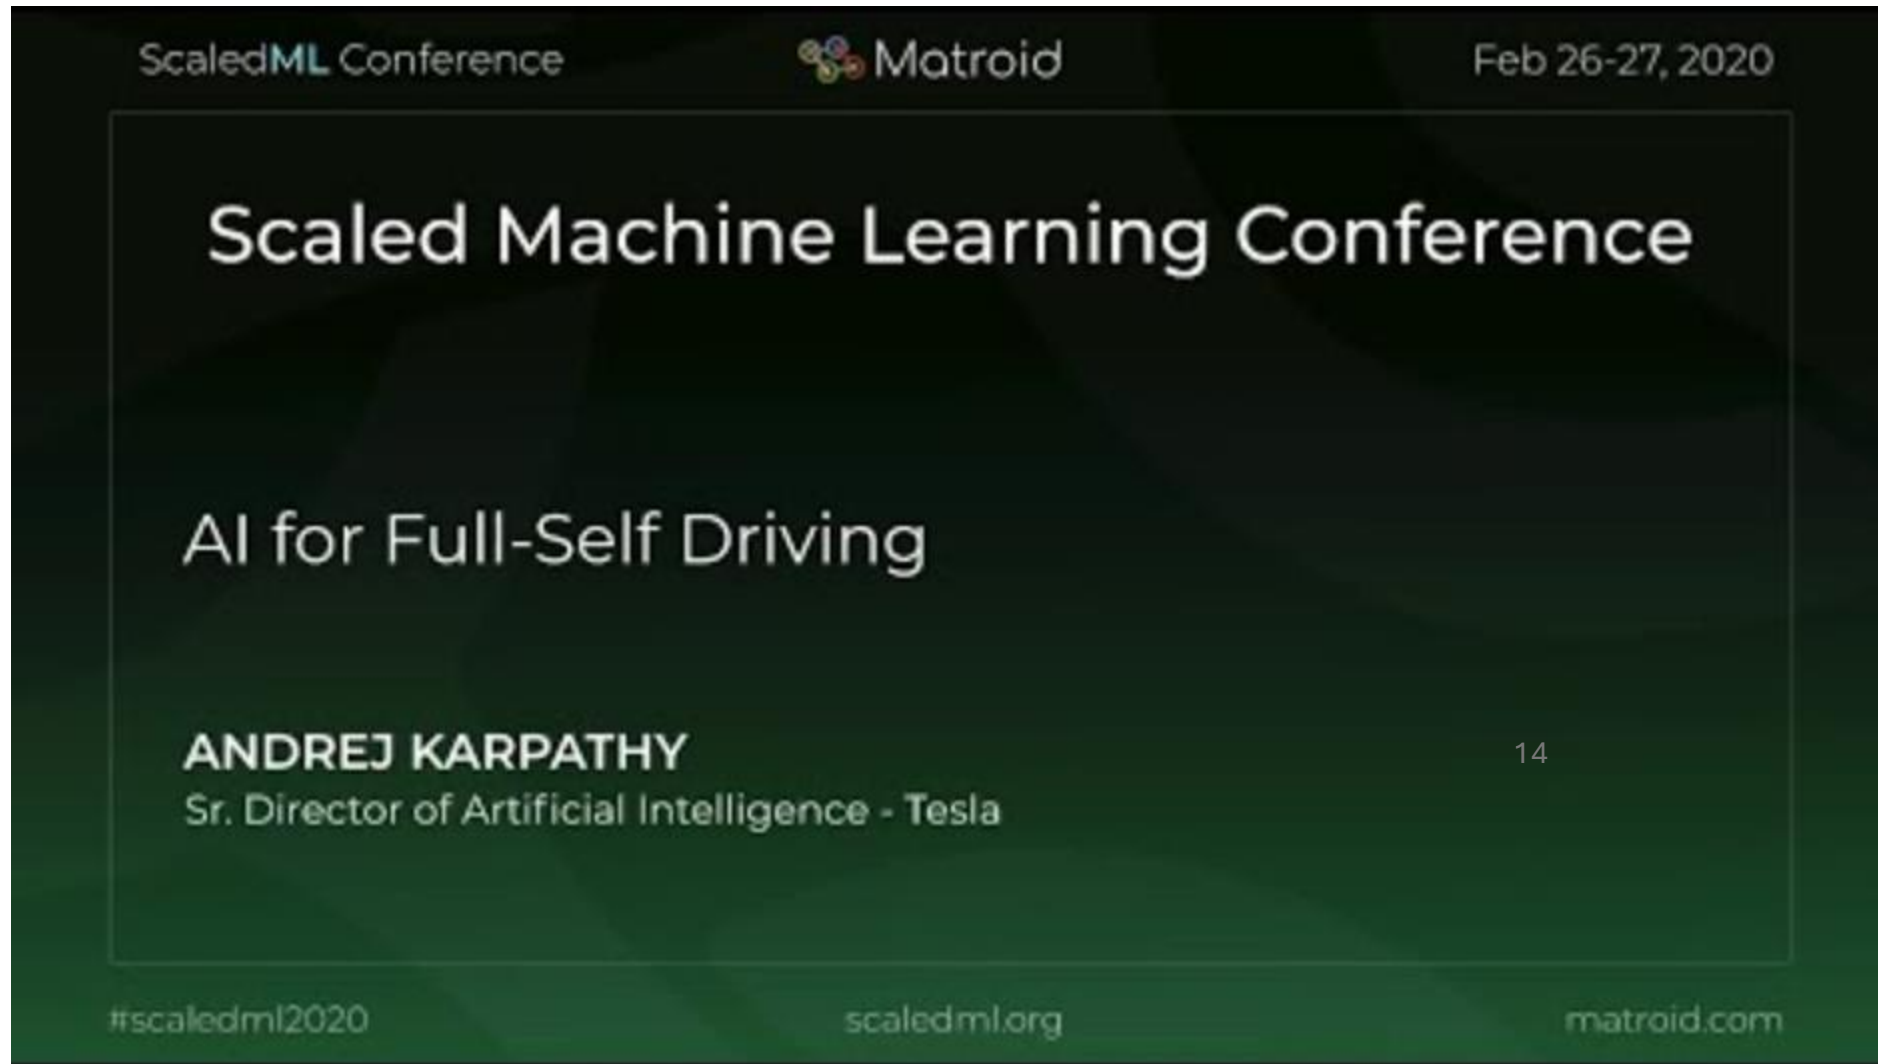 ScaledML Conference
Matroid
Feb 26-27, 2020
Scaled Machine Learning Conference
AI for Full-Self Driving
ANDREJ KARPATHY
14
Sr. Director of Artificial Intelligence - Tesla
#scaledml2020
scaledml.org
matroid.com